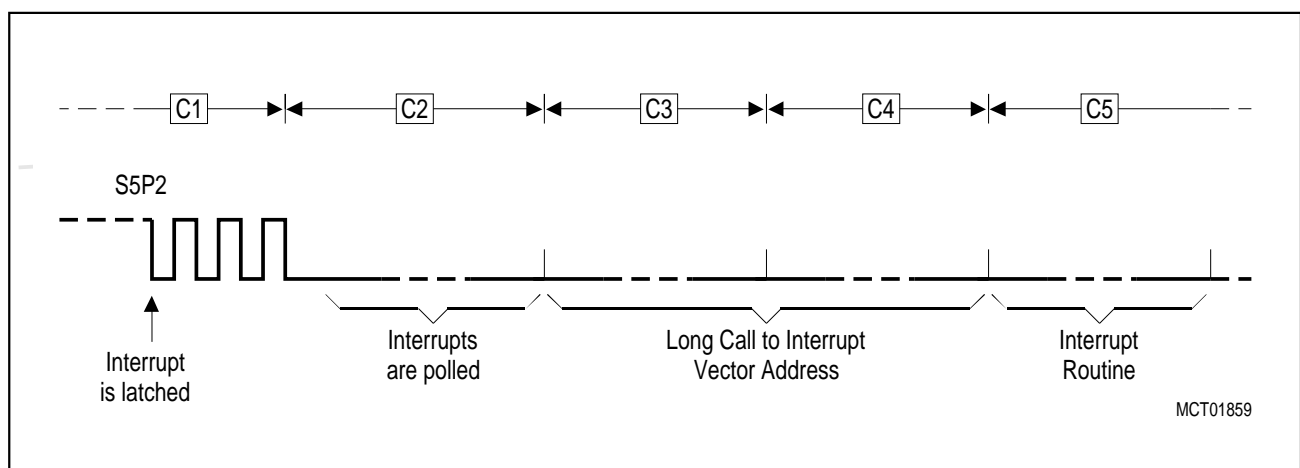 C1 C2 C3 C4 C5
S5P2
Interrupt
is latched
Interrupts
are polled
Long Call to Interrupt
Vector Address
Interrupt
Routine
MCT01859